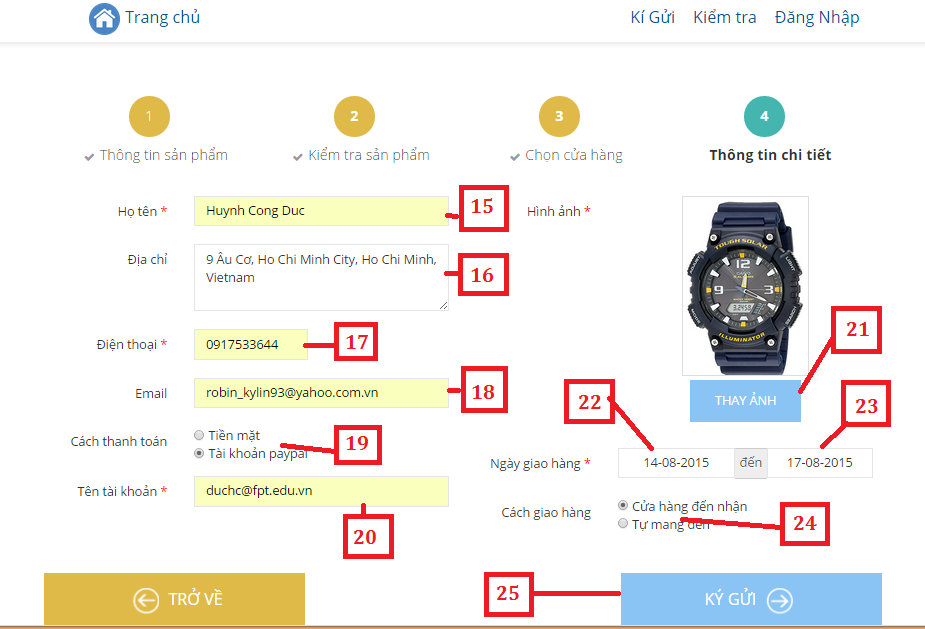 Trang chủ
Kí Gửi Kiểm tra Đăng Nhập
1
2
3
4
Thông tin sản phẩm
Kiểm tra sản phẩm
Chọn cửa hàng
Thông tin chi tiết
Họ tên *
Huynh Cong Duc
15
Địa chỉ
9 Âu Cơ, Ho Chi Minh City, Ho Chi Minh,
Vietnam
16
Điện thoại *
0917533644
17
Email
robin_kylin93@yahoo.com.vn
18
Cách thanh toán
Tiền mặt
Tài khoản paypal
19
Tên tài khoản *
duchc@fpt.edu.vn
20
Hình ảnh *
TOUGH SOLAR
12
9
3
ILLUMINATOR
21
THAY ẢNH
22
23
Ngày giao hàng *
14-08-2015 đến 17-08-2015
Cách giao hàng
Cửa hàng đến nhận
Tự mang đến
24
TRỞ VỀ
25
KÝ GỬI